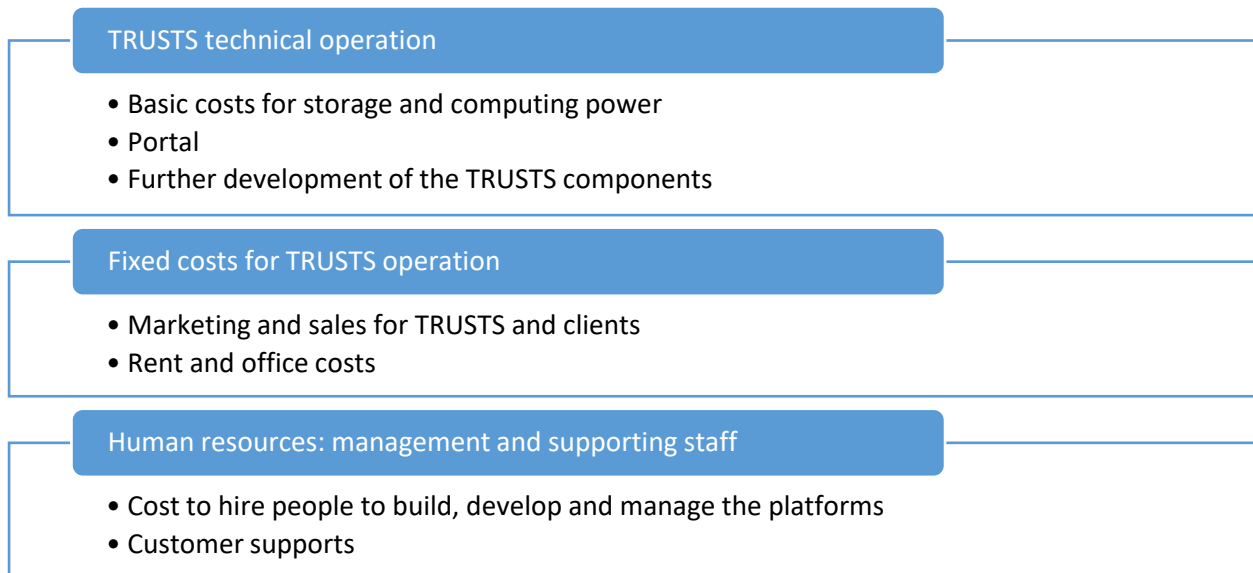 TRUSTS technical operation
• Basic costs for storage and computing power
• Portal
• Further development of the TRUSTS components
Fixed costs for TRUSTS operation
• Marketing and sales for TRUSTS and clients
• Rent and office costs
Human resources: management and supporting staff
• Cost to hire people to build, develop and manage the platforms
• Customer supports